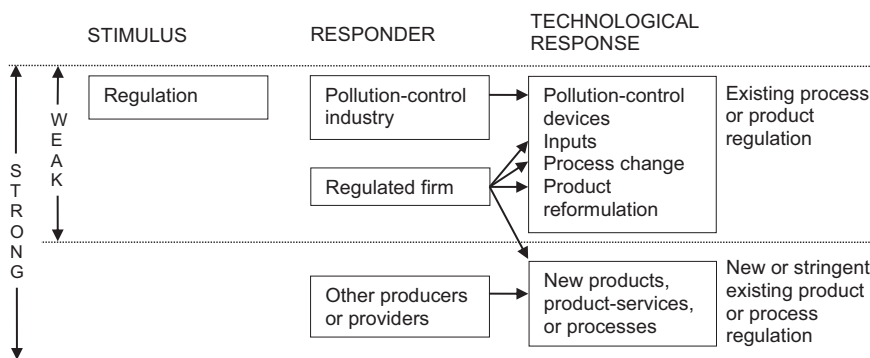 STIMULUS
RESPONDER
TECHNOLOGICAL
RESPONSE
STRONG
WEAK
Regulation
Pollution-control
industry
Regulated firm
Pollution-control
devices
Inputs
Process change
Product
reformulation
Existing process
or product
regulation
Other producers
or providers
New products,
product-services,
or processes
New or stringent
existing product
or process
regulation